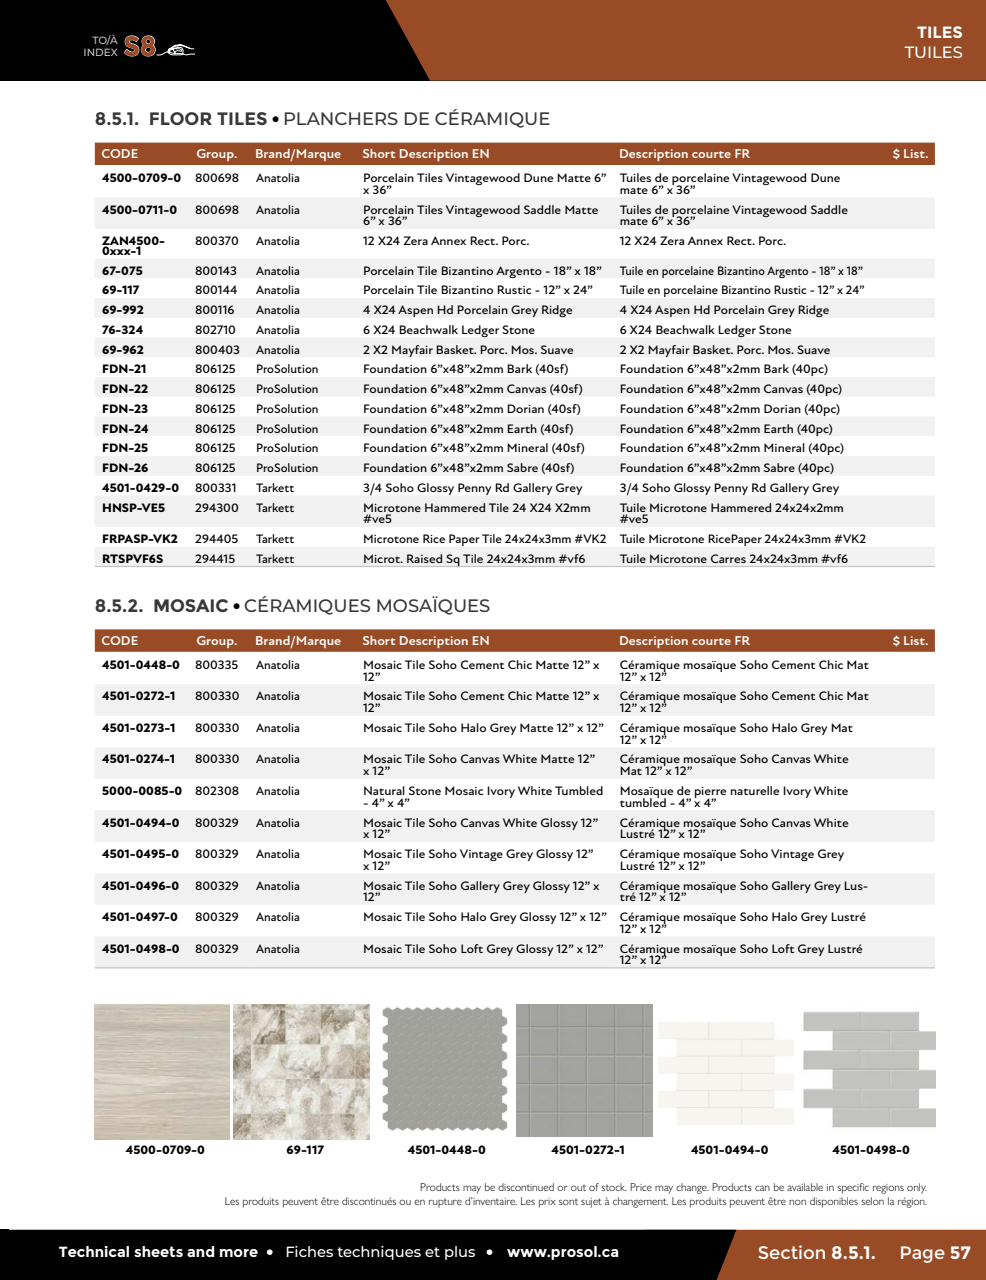 TO/À
INDEX S8
TILES
TUILES
8.5.1. FLOOR TILES • PLANCHERS DE CÉRAMIQUE
CODE Group. Brand/Marque Short Description EN Description courte FR $ List.
4500-0709-0 800698 Anatolia Porcelain Tiles Vintagewood Dune Matte 6” Tuiles de porcelaine Vintagewood Dune
x 36” mate 6” x 36”
4500-0711-0 800698 Anatolia Porcelain Tiles Vintagewood Saddle Matte Tuiles de porcelaine Vintagewood Saddle
6” x 36” mate 6” x 36”
ZAN4500- 800370 Anatolia 12 X24 Zera Annex Rect. Porc. 12 X24 Zera Annex Rect. Porc.
0xxx-1
67-075 800143 Anatolia Porcelain Tile Bizantino Argento - 18” x 18” Tuile en porcelaine Bizantino Argento - 18” x 18”
69-117 800144 Anatolia Porcelain Tile Bizantino Rustic - 12” x 24” Tuile en porcelaine Bizantino Rustic - 12” x 24”
69-992 800116 Anatolia 4 X24 Aspen Hd Porcelain Grey Ridge 4 X24 Aspen Hd Porcelain Grey Ridge
76-324 802710 Anatolia 6 X24 Beachwalk Ledger Stone 6 X24 Beachwalk Ledger Stone
69-962 800403 Anatolia 2 X2 Mayfair Basket. Porc. Mos. Suave 2 X2 Mayfair Basket. Porc. Mos. Suave
FDN-21 806125 ProSolution Foundation 6”x48”x2mm Bark (40sf) Foundation 6”x48”x2mm Bark (40pc)
FDN-22 806125 ProSolution Foundation 6”x48”x2mm Canvas (40sf) Foundation 6”x48”x2mm Canvas (40pc)
FDN-23 806125 ProSolution Foundation 6”x48”x2mm Dorian (40sf) Foundation 6”x48”x2mm Dorian (40pc)
FDN-24 806125 ProSolution Foundation 6”x48”x2mm Earth (40sf) Foundation 6”x48”x2mm Earth (40pc)
FDN-25 806125 ProSolution Foundation 6”x48”x2mm Mineral (40sf) Foundation 6”x48”x2mm Mineral (40pc)
FDN-26 806125 ProSolution Foundation 6”x48”x2mm Sabre (40sf) Foundation 6”x48”x2mm Sabre (40pc)
4501-0429-0 800331 Tarkett 3/4 Soho Glossy Penny Rd Gallery Grey 3/4 Soho Glossy Penny Rd Gallery Grey
HNSP-VE5 294300 Tarkett Microtone Hammered Tile 24 X24 X2mm Tuile Microtone Hammered 24x24x2mm
#ve5 #ve5
FRPASP-VK2 294405 Tarkett Microtone Rice Paper Tile 24x24x3mm #VK2 Tuile Microtone RicePaper 24x24x3mm #VK2
RTSPVF6S 294415 Tarkett Microt. Raised Sq Tile 24x24x3mm #vf6 Tuile Microtone Carres 24x24x3mm #vf6
8.5.2. MOSAIC • CÉRAMIQUES MOSAÏQUES
CODE Group. Brand/Marque Short Description EN Description courte FR $ List.
4501-0448-0 800335 Anatolia Mosaic Tile Soho Cement Chic Matte 12” x Céramique mosaïque Soho Cement Chic Mat
12” 12” x 12”
4501-0272-1 800330 Anatolia Mosaic Tile Soho Cement Chic Matte 12” x Céramique mosaïque Soho Cement Chic Mat
12” 12” x 12”
4501-0273-1 800330 Anatolia Mosaic Tile Soho Halo Grey Matte 12” x 12” Céramique mosaïque Soho Halo Grey Mat
12” x 12”
4501-0274-1 800330 Anatolia Mosaic Tile Soho Canvas White Matte 12” Céramique mosaïque Soho Canvas White
x 12” Mat 12” x 12”
5000-0085-0 802308 Anatolia Natural Stone Mosaic Ivory White Tumbled Mosaïque de pierre naturelle Ivory White
- 4” x 4” tumbled - 4” x 4”
4501-0494-0 800329 Anatolia Mosaic Tile Soho Canvas White Glossy 12” Céramique mosaïque Soho Canvas White
x 12” Lustré 12” x 12”
4501-0495-0 800329 Anatolia Mosaic Tile Soho Vintage Grey Glossy 12” Céramique mosaïque Soho Vintage Grey
x 12” Lustré 12” x 12”
4501-0496-0 800329 Anatolia Mosaic Tile Soho Gallery Grey Glossy 12” x Céramique mosaïque Soho Gallery Grey Lus-
12” tré 12” x 12”
4501-0497-0 800329 Anatolia Mosaic Tile Soho Halo Grey Glossy 12” x 12” Céramique mosaïque Soho Halo Grey Lustré
12” x 12”
4501-0498-0 800329 Anatolia Mosaic Tile Soho Loft Grey Glossy 12” x 12” Céramique mosaïque Soho Loft Grey Lustré
12” x 12”
4500-0709-0 69-117 4501-0448-0 4501-0272-1 4501-0494-0 4501-0498-0
Products may be discontinued or out of stock. Price may change. Products can be available in specific regions only.
Les produits peuvent être discontinués ou en rupture d'inventaire. Les prix sont sujet à changement. Les produits peuvent être non disponibles selon la région.
Technical sheets and more • Fiches techniques et plus • www.prosol.ca
Section 8.5.1. Page 57